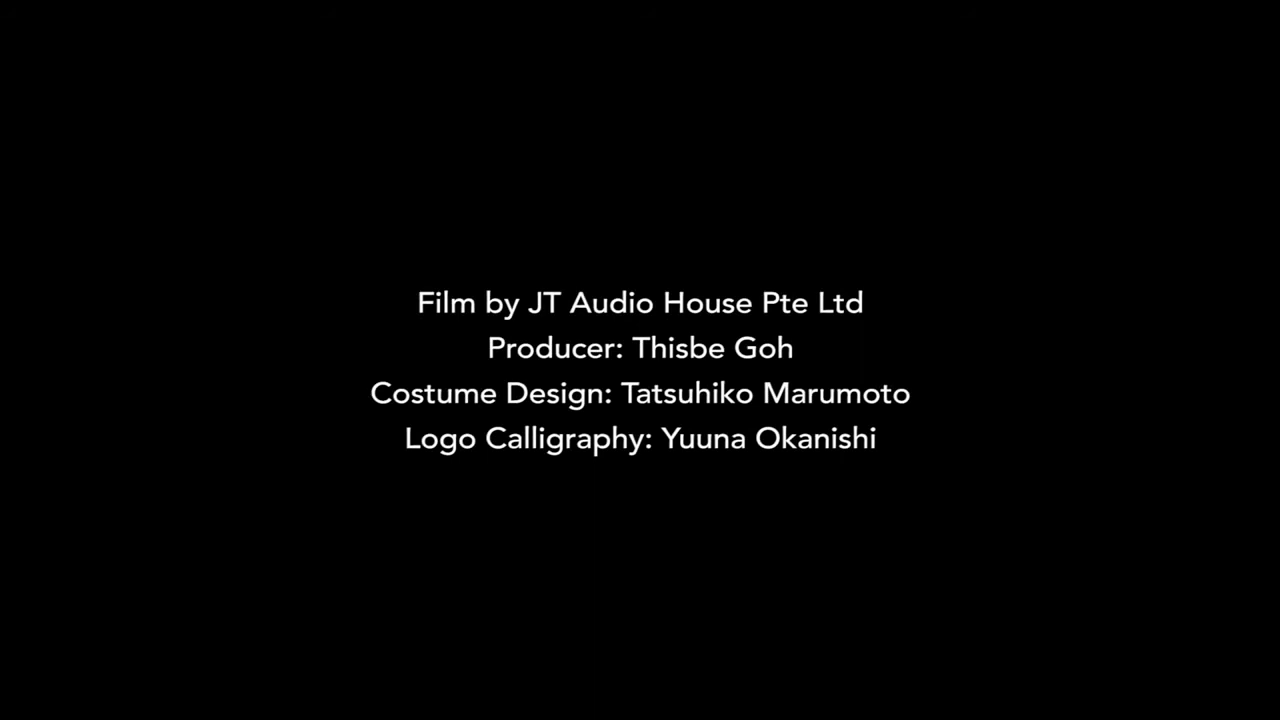 Film by JT Audio House Pte Ltd
Producer: Thisbe Goh
Costume Design: Tatsuhiko Marumoto
Logo Calligraphy: Yuuna Okanishi